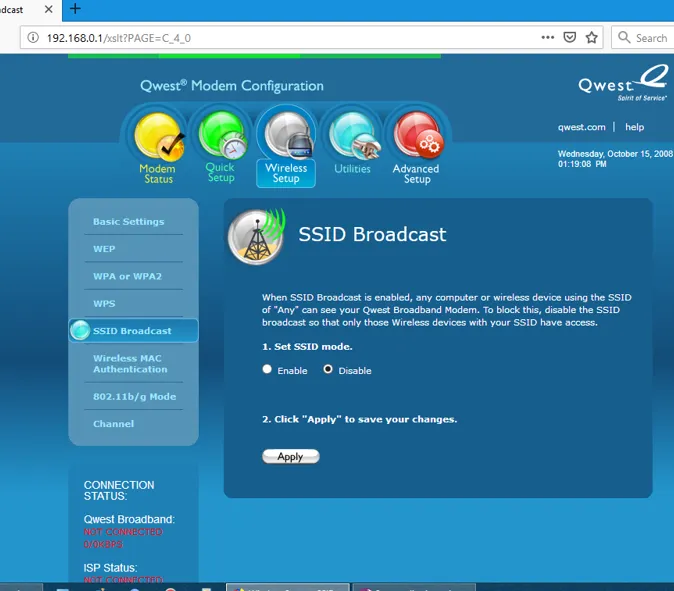 dcast
192.168.0.1/xslt?PAGE=C_4_0
Search
Qwest® Modem Configuration
Qwest
Spirit of Service®
qwest.com | help
Wednesday, October 15, 2008
01:19:08 PM
Modem Status
Quick Setup
Wireless Setup
Utilities
Advanced Setup
Basic Settings
WEP
WPA or WPA2
WPS
SSID Broadcast
Wireless MAC
Authentication
802.11b/g Mode
Channel
SSID Broadcast
When SSID Broadcast is enabled, any computer or wireless device using the SSID
of "Any" can see your Qwest Broadband Modem. To block this, disable the SSID
broadcast so that only those Wireless devices with your SSID have access.
1. Set SSID mode.
Enable Disable
2. Click "Apply" to save your changes.
Apply
CONNECTION
STATUS:
Qwest Broadband:
NOT CONNECTED
0/0KBPS
ISP Status:
NOT CONNECTED